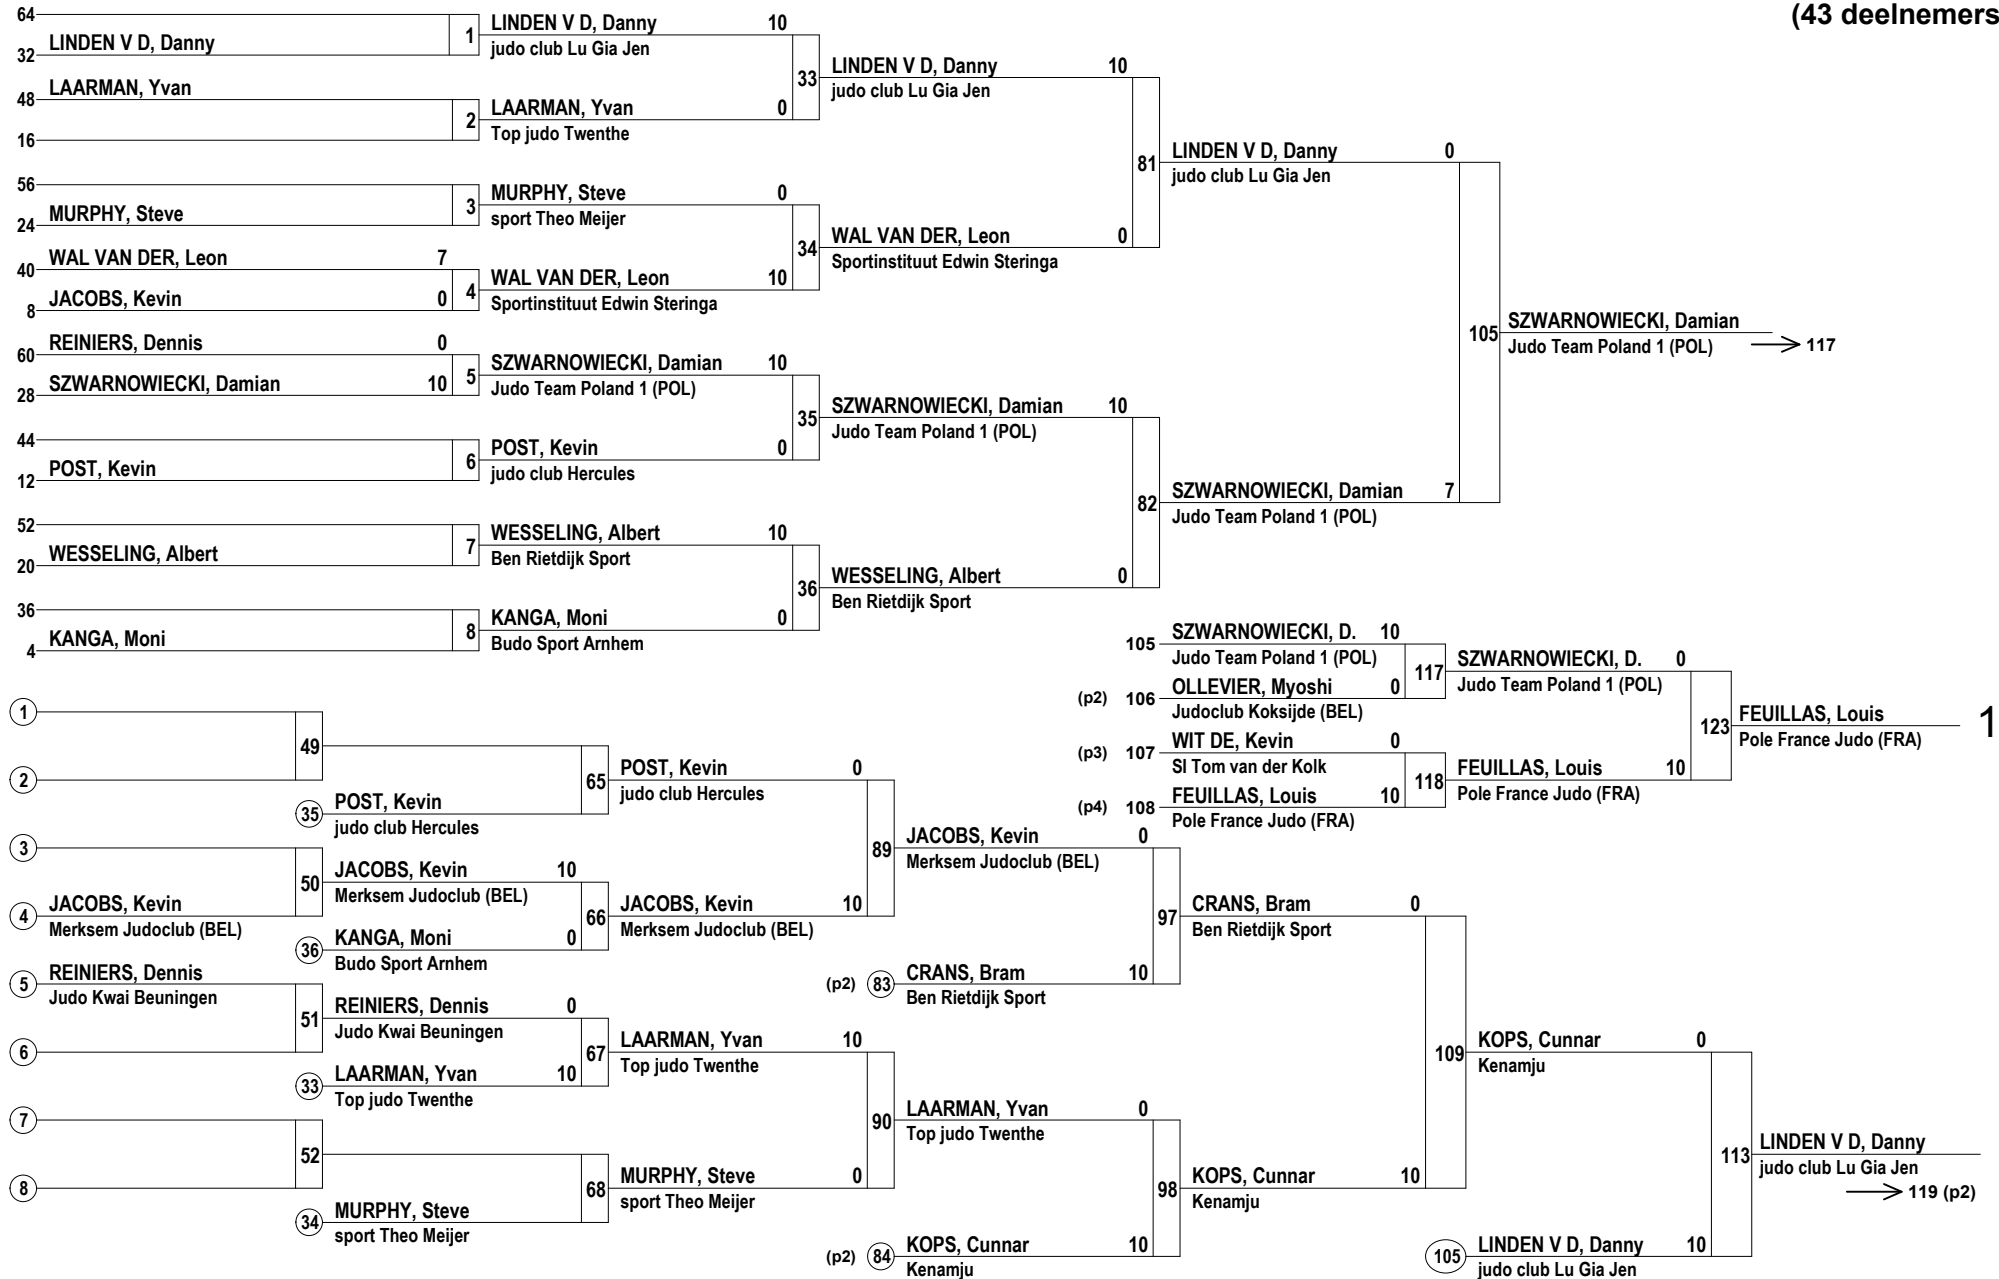 (43 deelnemers
64
LINDEN V D, Danny
32
1
LINDEN V D, Danny 10
judo club Lu Gia Jen
48
LAARMAN, Yvan
16
2
LAARMAN, Yvan 0
Top judo Twenthe
33
LINDEN V D, Danny 10
judo club Lu Gia Jen
56
MURPHY, Steve
24
3
MURPHY, Steve 0
sport Theo Meijer
40
WAL VAN DER, Leon 7
8
JACOBS, Kevin 0
4
WAL VAN DER, Leon 10
Sportinstituut Edwin Steringa
34
WAL VAN DER, Leon 0
Sportinstituut Edwin Steringa
81
LINDEN V D, Danny 0
judo club Lu Gia Jen
60
REINIERS, Dennis 0
28
SZWARNOWIECKI, Damian 10
5
SZWARNOWIECKI, Damian 10
Judo Team Poland 1 (POL)
44
POST, Kevin
12
6
POST, Kevin 0
judo club Hercules
35
SZWARNOWIECKI, Damian 10
Judo Team Poland 1 (POL)
52
WESSELING, Albert
20
7
WESSELING, Albert 10
Ben Rietdijk Sport
36
KANGA, Moni
4
8
KANGA, Moni 0
Budo Sport Arnhem
36
WESSELING, Albert 0
Ben Rietdijk Sport
82
SZWARNOWIECKI, Damian 7
Judo Team Poland 1 (POL)
105
SZWARNOWIECKI, Damian
Judo Team Poland 1 (POL)
117
105
SZWARNOWIECKI, D. 10
Judo Team Poland 1 (POL)
(p2) 106
OLLEVIER, Myoshi 0
Judoclub Koksijde (BEL)
117
SZWARNOWIECKI, D. 0
Judo Team Poland 1 (POL)
(p3) 107
WIT DE, Kevin 0
SI Tom van der Kolk
(p4) 108
FEUILLAS, Louis 10
Pole France Judo (FRA)
118
FEUILLAS, Louis 10
Pole France Judo (FRA)
123
FEUILLAS, Louis
Pole France Judo (FRA)
1
1
2
49
35
POST, Kevin
judo club Hercules
65
POST, Kevin 0
judo club Hercules
3
4
JACOBS, Kevin
Merksem Judoclub (BEL)
50
JACOBS, Kevin 10
Merksem Judoclub (BEL)
36
KANGA, Moni 0
Budo Sport Arnhem
66
JACOBS, Kevin 10
Merksem Judoclub (BEL)
89
JACOBS, Kevin 0
Merksem Judoclub (BEL)
(p2) 83
CRANS, Bram 10
Ben Rietdijk Sport
97
CRANS, Bram 0
Ben Rietdijk Sport
5
REINIERS, Dennis
Judo Kwai Beuningen
6
51
REINIERS, Dennis 0
Judo Kwai Beuningen
33
LAARMAN, Yvan 10
Top judo Twenthe
67
LAARMAN, Yvan 10
Top judo Twenthe
7
8
52
34
MURPHY, Steve
sport Theo Meijer
68
MURPHY, Steve 0
sport Theo Meijer
90
LAARMAN, Yvan 0
Top judo Twenthe
(p2) 84
KOPS, Cunnar 10
Kenamju
98
KOPS, Cunnar 10
Kenamju
109
KOPS, Cunnar 0
Kenamju
105
LINDEN V D, Danny 10
judo club Lu Gia Jen
113
LINDEN V D, Danny
judo club Lu Gia Jen
119 (p2)